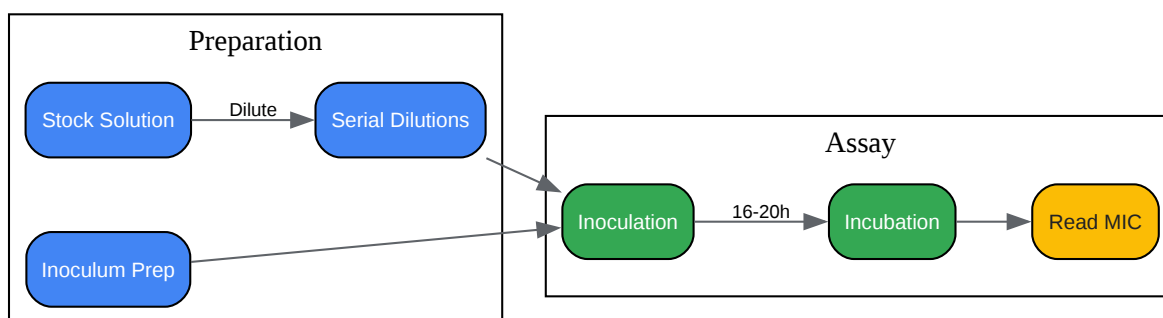 Preparation
Stock Solution
Dilute
Serial Dilutions
Inoculum Prep
Assay
Inoculation
16-20h
Incubation
Read MIC